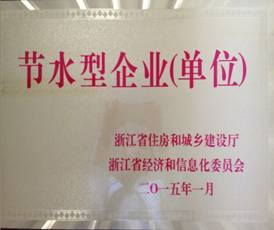 节水型企业(单位)
浙江省住房和城乡建设厅
浙江省经济和信息化委员会
二〇一五年一月